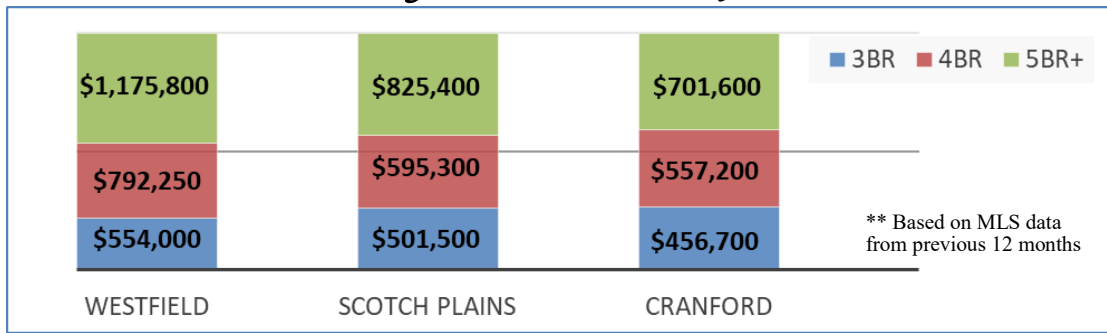 3BR 4BR 5BR+
$1,175,800 $825,400 $701,600
$792,250 $595,300 $557,200
$554,000 $501,500 $456,700
** Based on MLS data
from previous 12 months
WESTFIELD SCOTCH PLAINS CRANFORD